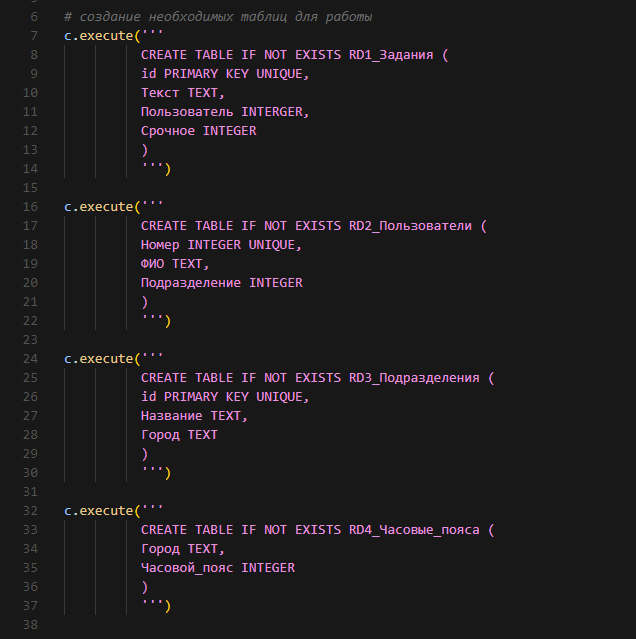 6 # создание необходимых таблиц для работы
7 c.execute('''
8 CREATE TABLE IF NOT EXISTS RD1_Задания (
9 id PRIMARY KEY UNIQUE,
10 Текст TEXT,
11 Пользователь INTERGER,
12 Срочное INTEGER
13 )
14 ''')
15
16 c.execute('''
17 CREATE TABLE IF NOT EXISTS RD2_Пользователи (
18 Номер INTEGER UNIQUE,
19 ФИО TEXT,
20 Подразделение INTEGER
21 )
22 ''')
23
24 c.execute('''
25 CREATE TABLE IF NOT EXISTS RD3_Подразделения (
26 id PRIMARY KEY UNIQUE,
27 Название TEXT,
28 Город TEXT
29 )
30 ''')
31
32 c.execute('''
33 CREATE TABLE IF NOT EXISTS RD4_Часовые_пояса (
34 Город TEXT,
35 Часовой_пояс INTEGER
36 )
37 ''')
38